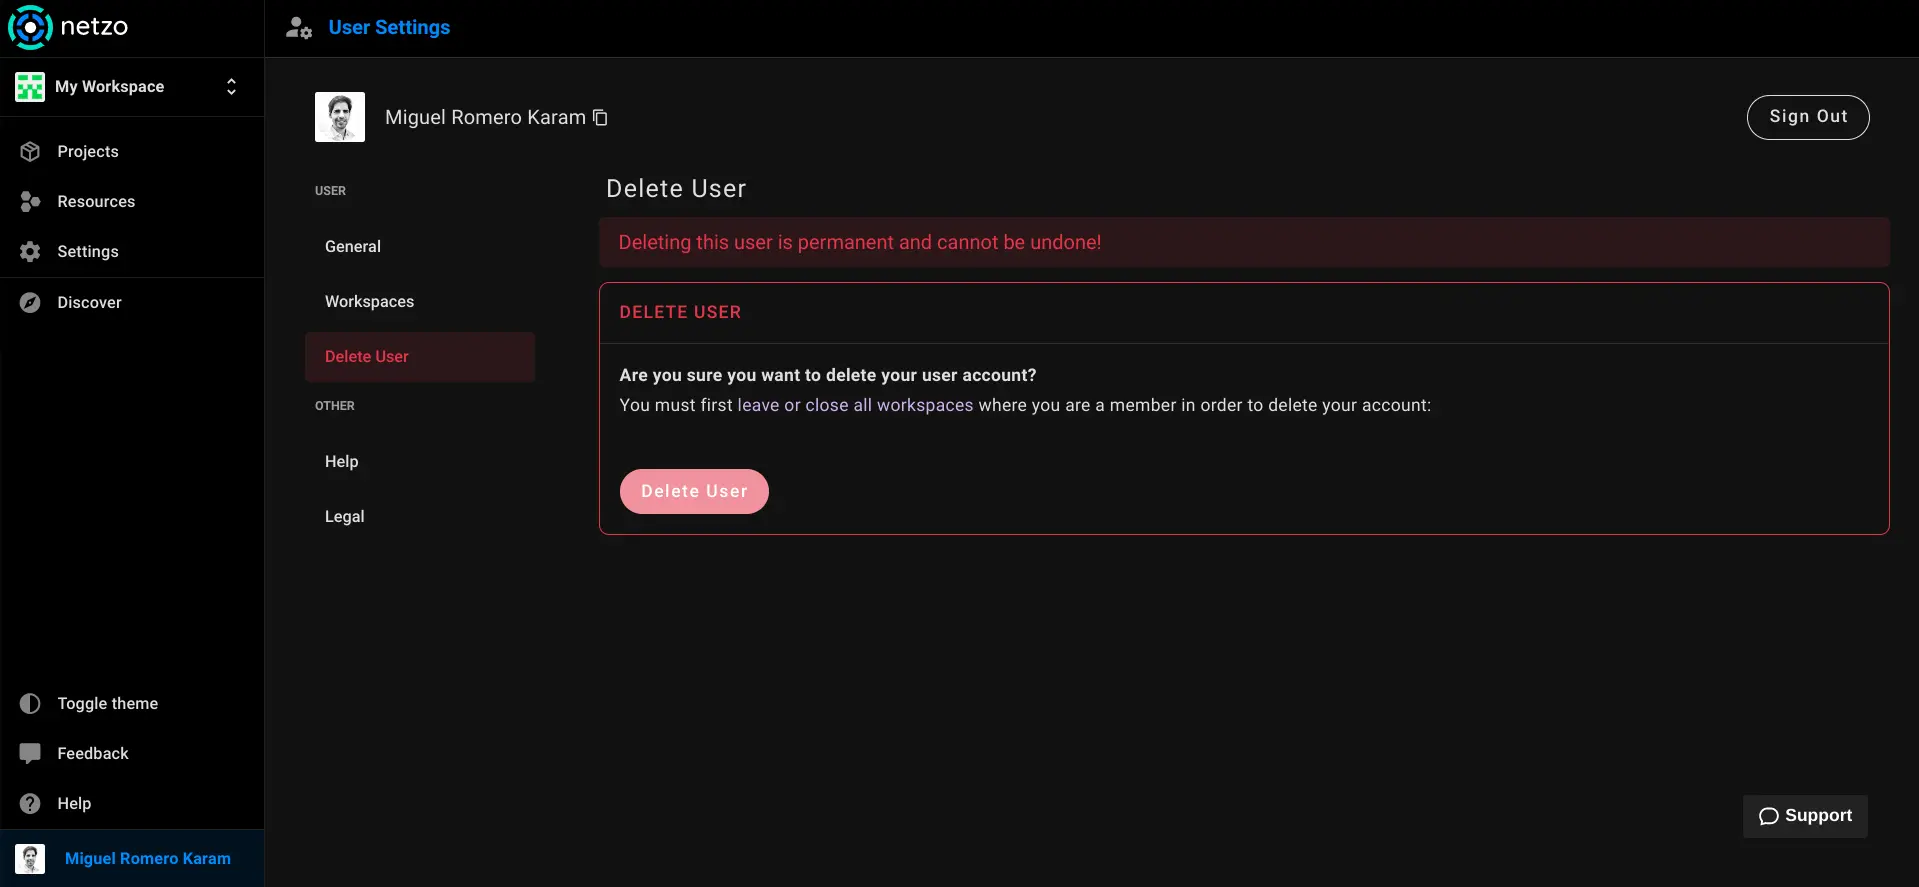 netzo
My Workspace
Projects
Resources
Settings
Discover
Toggle theme
Feedback
Help
Miguel Romero Karam
User Settings
Miguel Romero Karam
Sign Out
USER
General
Workspaces
Delete User
OTHER
Help
Legal
Delete User
Deleting this user is permanent and cannot be undone!
DELETE USER
Are you sure you want to delete your user account?
You must first leave or close all workspaces where you are a member in order to delete your account:
Delete User
Support